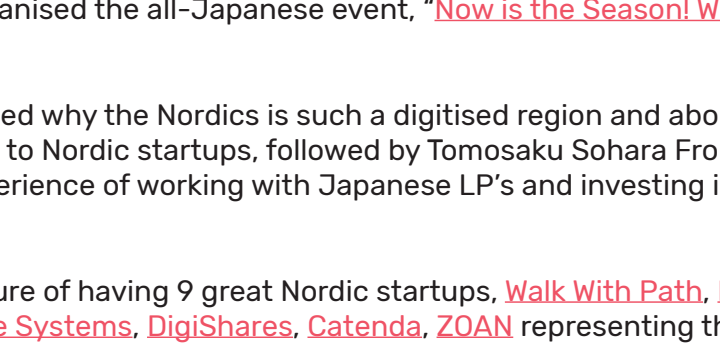 anised the all-Japanese event, “Now is the Season! W
ed why the Nordics is such a digitised region and abo
to Nordic startups, followed by Tomosaku Sohara Fro
erience of working with Japanese LP’s and investing i
ure of having 9 great Nordic startups, Walk With Path,
e Systems, DigiShares, Catenda, ZOAN representing th